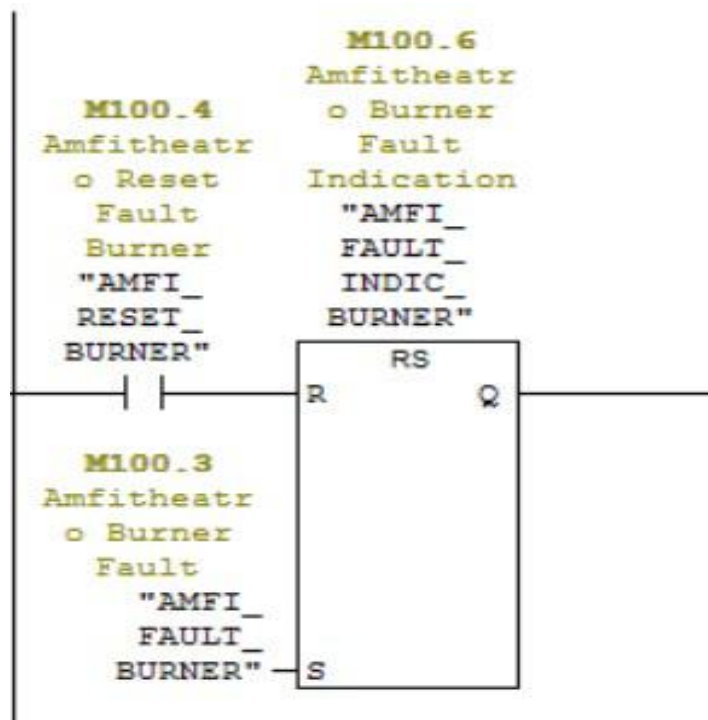 M100.6
Amfitheatr
o Burner
Fault
Indication
"AMFI_
FAULT_
INDIC_
BURNER"
M100.4
Amfitheatr
o Reset
Fault
Burner
"AMFI_
RESET_
BURNER"
RS
R
Q
M100.3
Amfitheatr
o Burner
Fault
"AMFI_
FAULT_
BURNER"
S